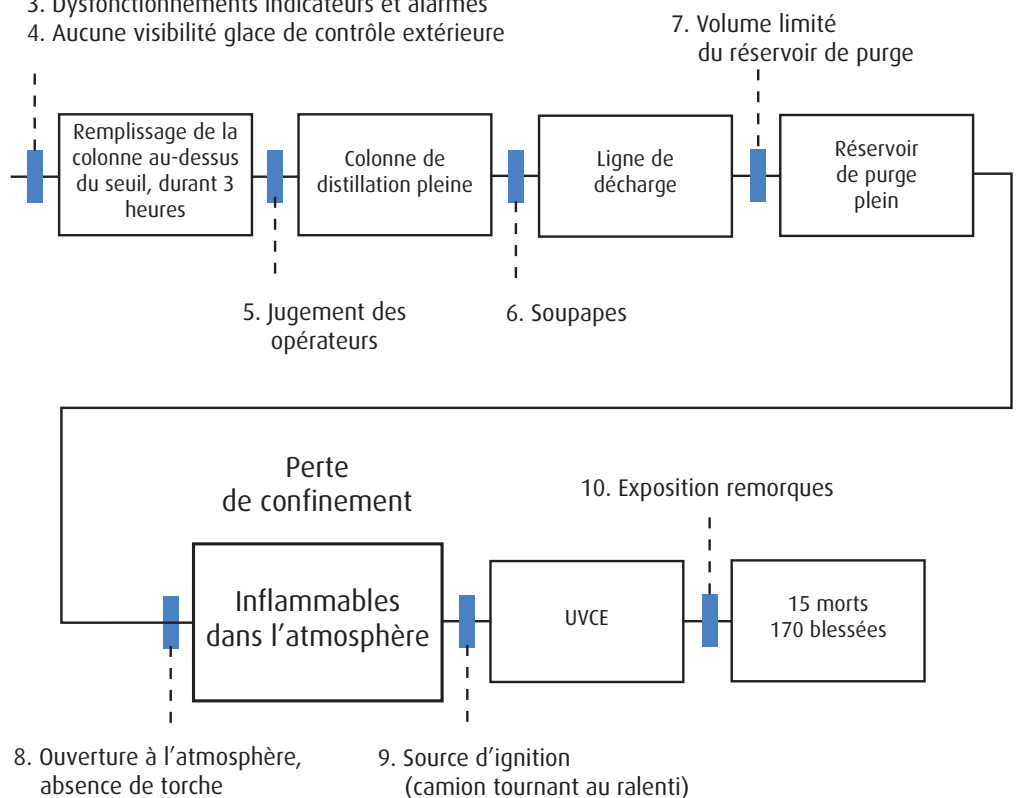 3. Dysfonctionnements indicateurs et alarmes
4. Aucune visibilité glace de contrôle extérieure
7. Volume limité
du réservoir de purge
Remplissage de la
colonne au-dessus
du seuil, durant 3
heures
Colonne de
distillation pleine
Ligne de
décharge
Réservoir
de purge
plein
5. Jugement des
opérateurs
6. Soupapes
Perte
de confinement
10. Exposition remorques
Inflammables
dans l'atmosphère
UVCE
15 morts
170 blessées
8. Ouverture à l'atmosphère,
absence de torche
9. Source d'ignition
(camion tournant au ralenti)